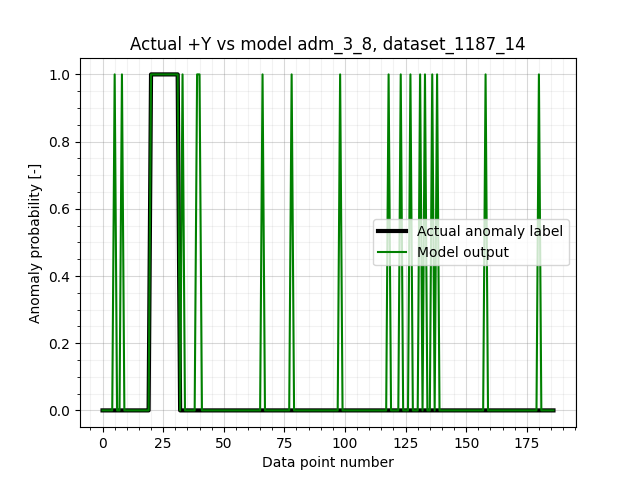 Actual +Y vs model adm_3_8, dataset_1187_14
1.0
0.8
0.6
0.4
0.2
0.0
Anomaly probability [-]
Actual anomaly label
Model output
0 25 50 75 100 125 150 175
Data point number